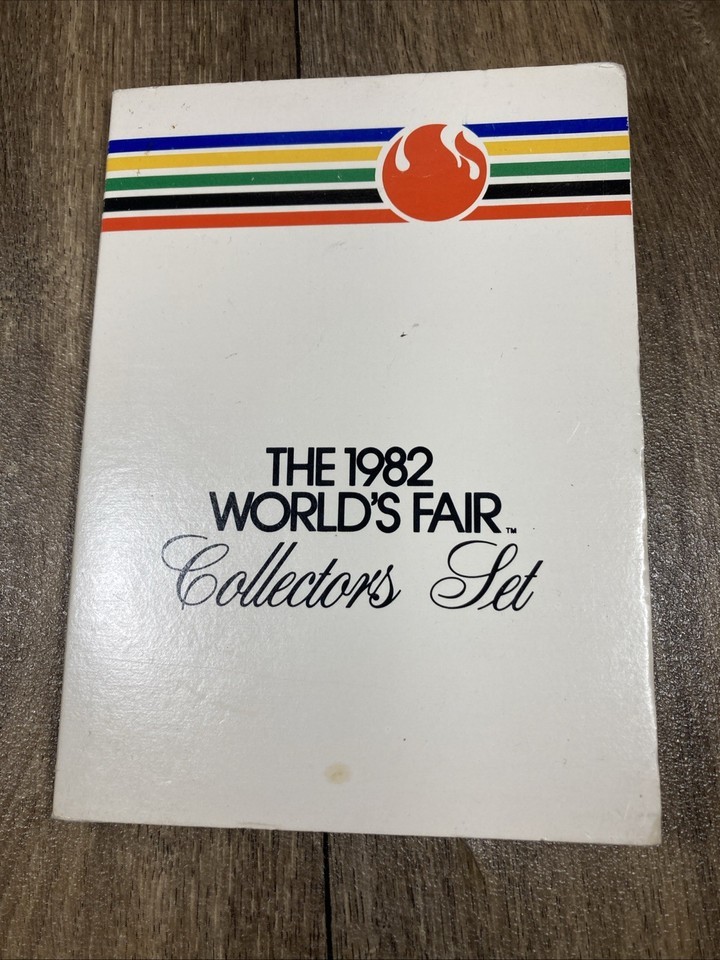 THE 1982
WORLD'S FAIR™
Collectors Set